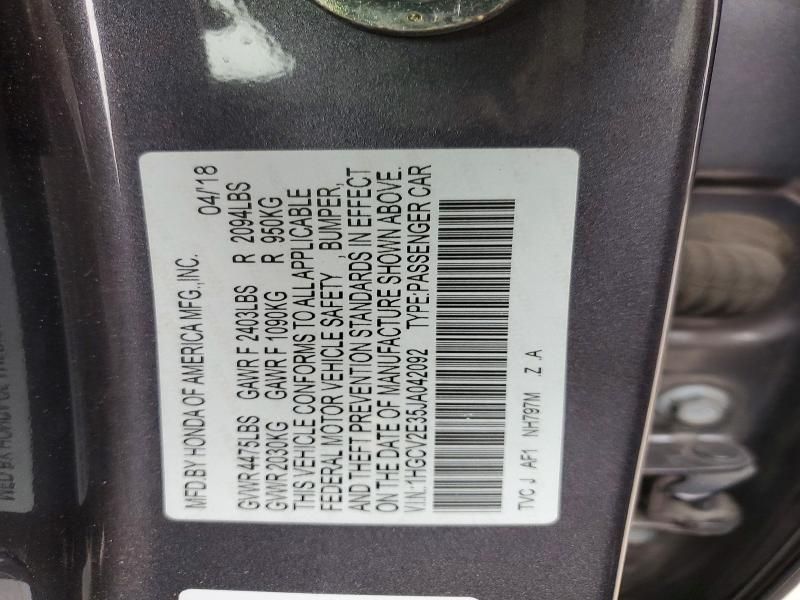 MFD.BY HONDA OF AMERICA MFG.,INC. 04/'18
GVWR 4475LBS GAWR F 2403LBS R 2094LBS
GVWR 2030KG GAWR F 1090KG R 950KG
THIS VEHICLE CONFORMS TO ALL APPLICABLE
FEDERAL MOTOR VEHICLE SAFETY , BUMPER,
AND THEFT PREVENTION STANDARDS IN EFFECT
ON THE DATE OF MANUFACTURE SHOWN ABOVE.
V.I.N.:1HGCV2E35JA042092 TYPE:PASSENGER CAR
TVC J AF1 NH797M .Z .A